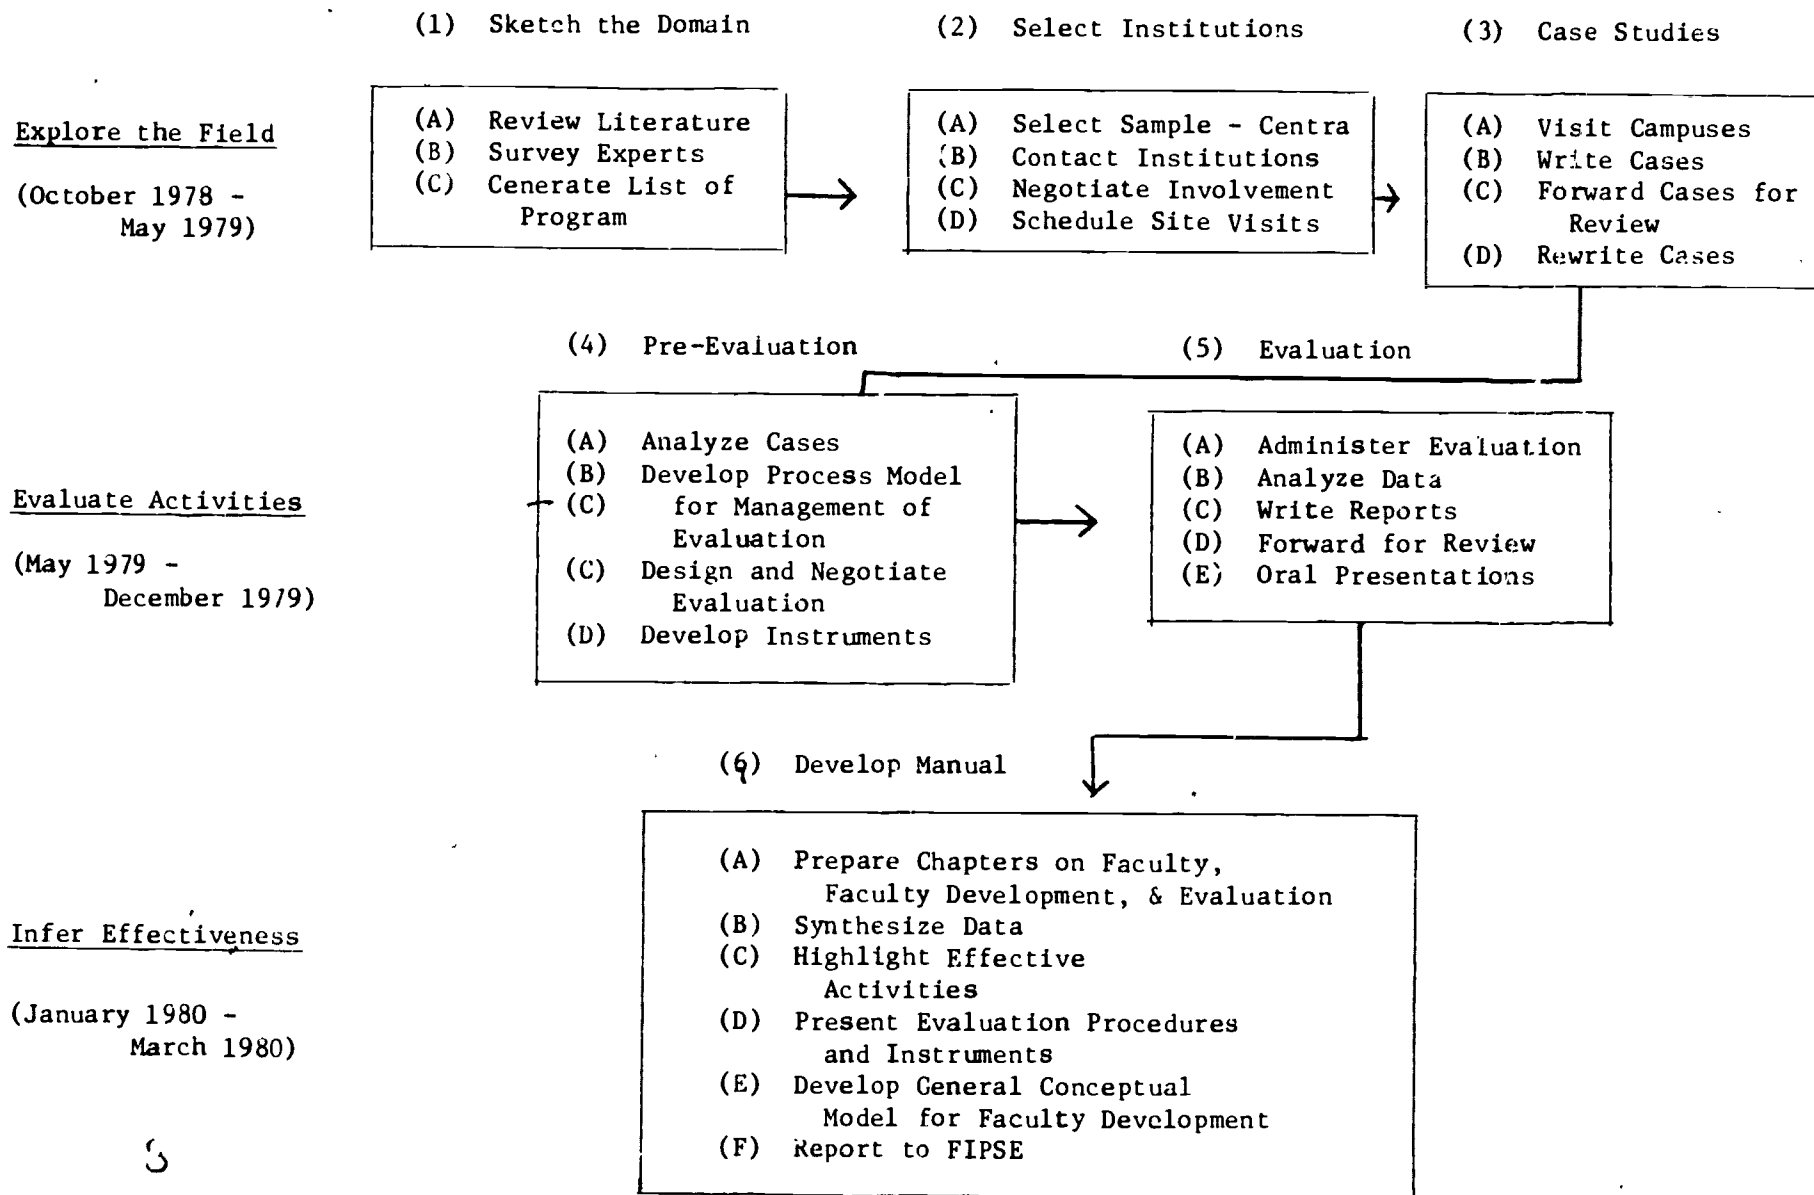 (1) Sketch the Domain
(2) Select Institutions
(3) Case Studies
Explore the Field
(October 1978 -
May 1979)
(A) Review Literature
(B) Survey Experts
(C) Cenerate List of
Program
(A) Select Sample - Centra
(B) Contact Institutions
(C) Negotiate Involvement
(D) Schedule Site Visits
(A) Visit Campuses
(B) Write Cases
(C) Forward Cases for
Review
(D) Rewrite Cases
(4) Pre-Evaluation
(5) Evaluation
Evaluate Activities
(May 1979 -
December 1979)
(A) Analyze Cases
(B) Develop Process Model
(C) for Management of
Evaluation
(C) Design and Negotiate
Evaluation
(D) Develop Instruments
(A) Administer Evaluation
(B) Analyze Data
(C) Write Reports
(D) Forward for Review
(E) Oral Presentations
(6) Develop Manual
Infer Effectiveness
(January 1980 -
March 1980)
(A) Prepare Chapters on Faculty,
Faculty Development, & Evaluation
(B) Synthesize Data
(C) Highlight Effective
Activities
(D) Present Evaluation Procedures
and Instruments
(E) Develop General Conceptual
Model for Faculty Development
(F) Report to FIPSE